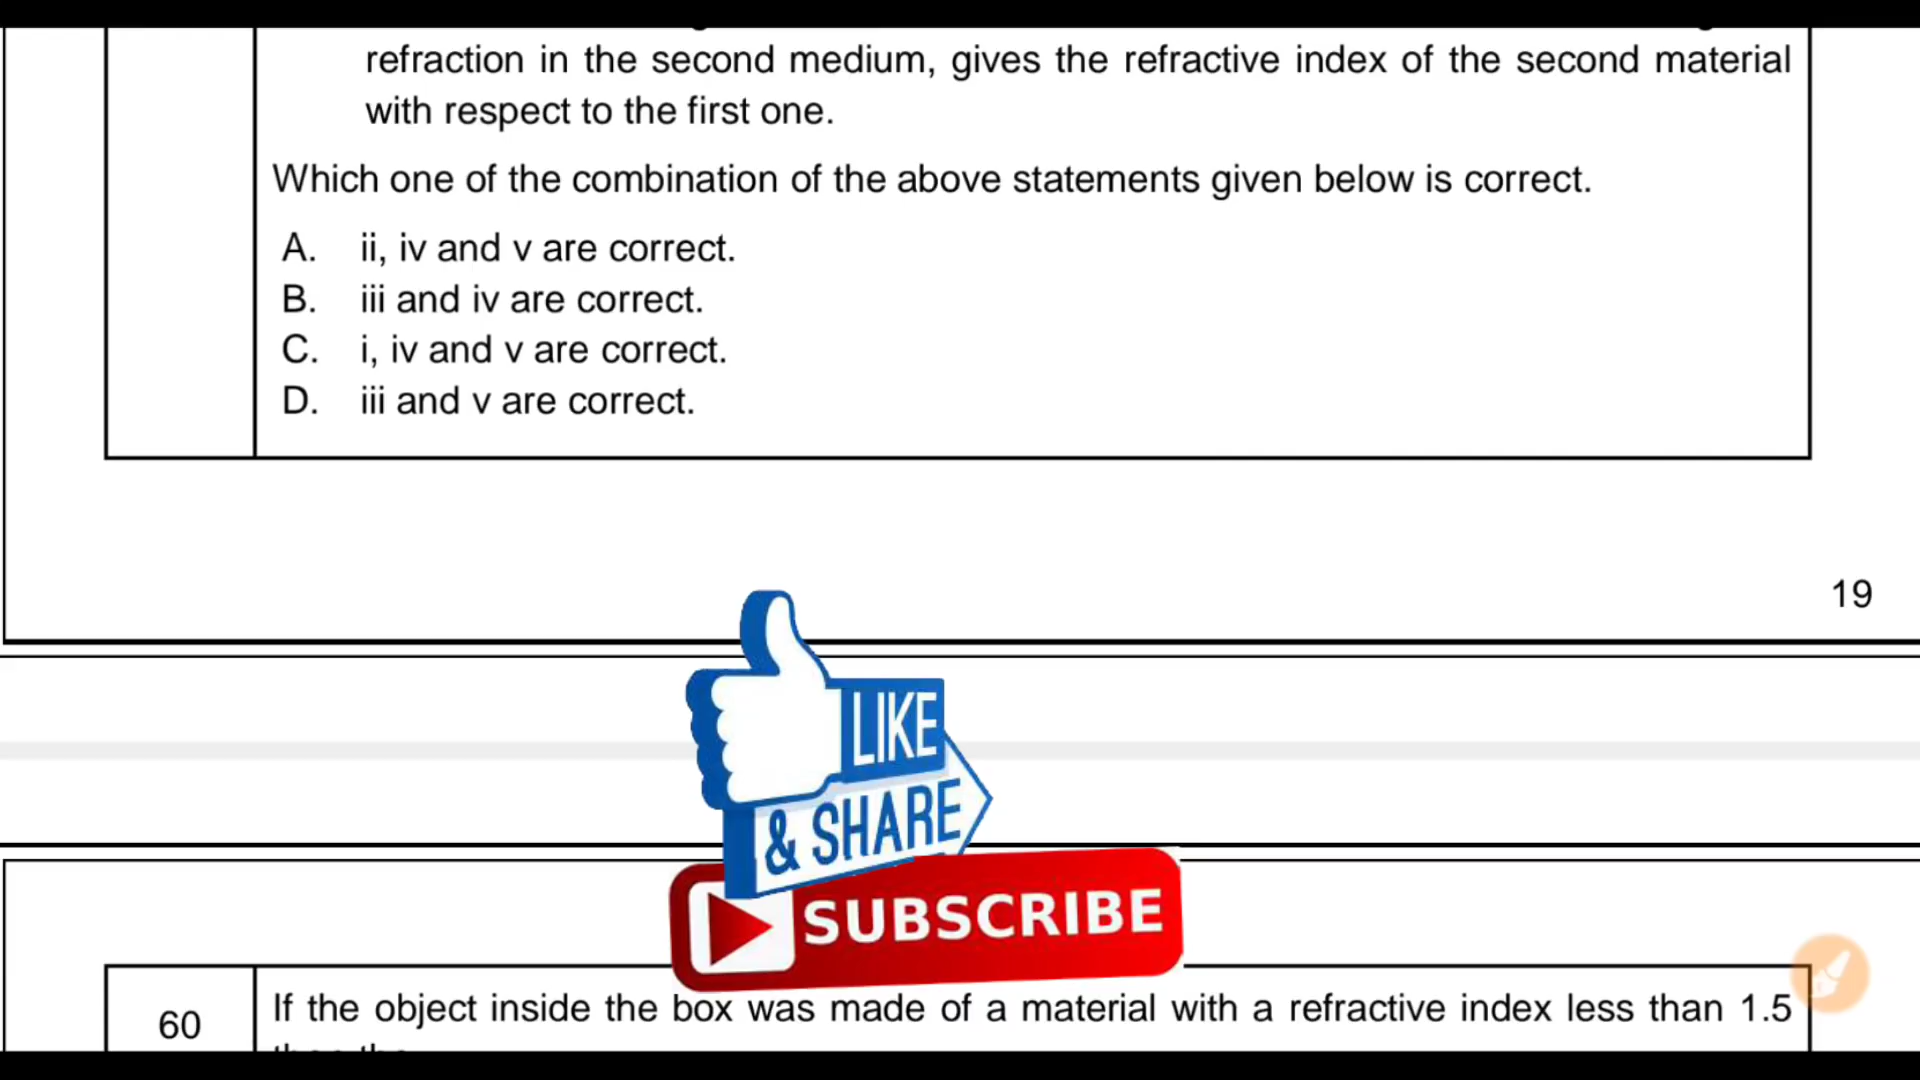 refraction in the second medium, gives the refractive index of the second material
with respect to the first one.
Which one of the combination of the above statements given below is correct.
A. ii, iv and v are correct.
B. iii and iv are correct.
C. i, iv and v are correct.
D. iii and v are correct.
19
LIKE
& SHARE
SUBSCRIBE
60 If the object inside the box was made of a material with a refractive index less than 1.5